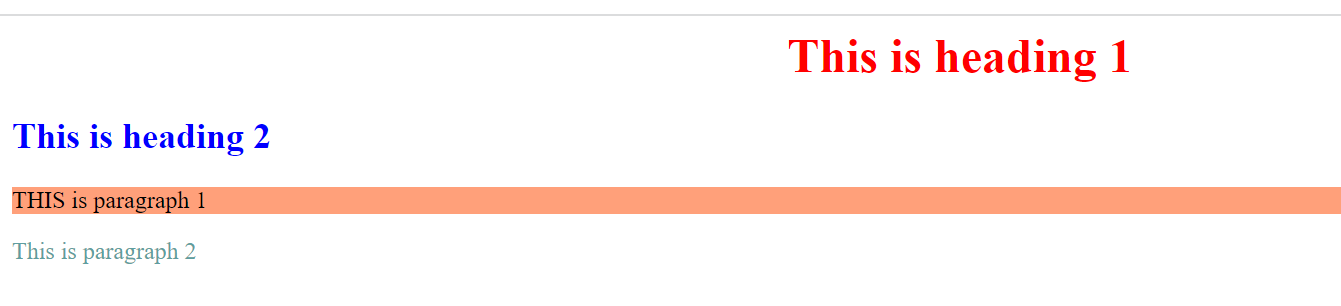 This is heading 1
This is heading 2
THIS is paragraph 1
This is paragraph 2